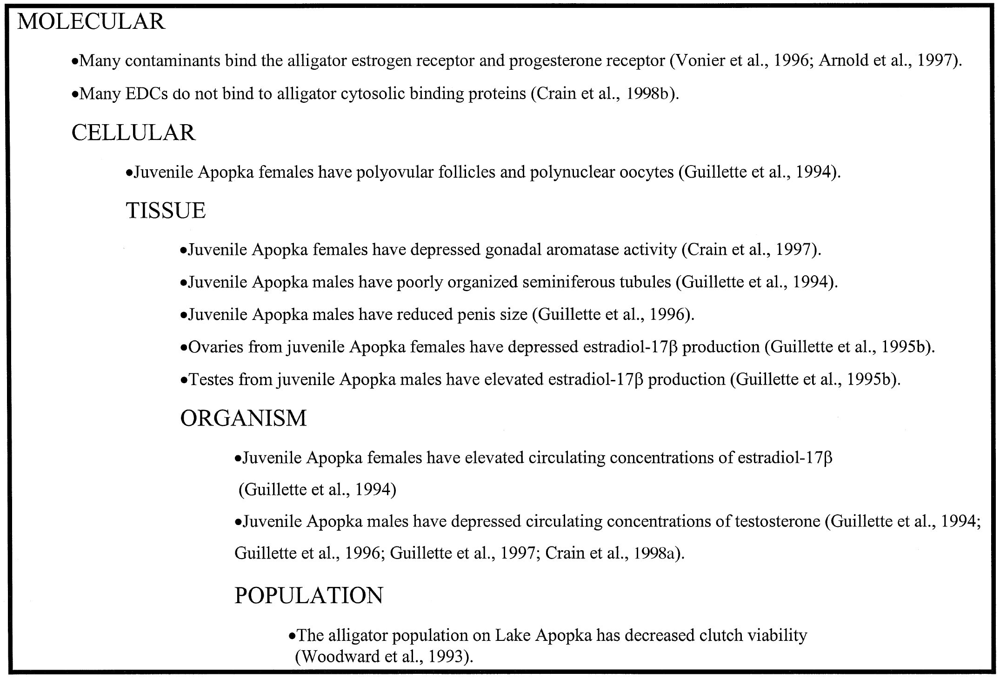 MOLECULAR
•Many contaminants bind the alligator estrogen receptor and progesterone receptor (Vonier et al., 1996; Arnold et al., 1997).
•Many EDCs do not bind to alligator cytosolic binding proteins (Crain et al., 1998b).
CELLULAR
•Juvenile Apopka females have polyovular follicles and polynuclear oocytes (Guillette et al., 1994).
TISSUE
•Juvenile Apopka females have depressed gonadal aromatase activity (Crain et al., 1997).
•Juvenile Apopka males have poorly organized seminiferous tubules (Guillette et al., 1994).
•Juvenile Apopka males have reduced penis size (Guillette et al., 1996).
•Ovaries from juvenile Apopka females have depressed estradiol-17β production (Guillette et al., 1995b).
•Testes from juvenile Apopka males have elevated estradiol-17β production (Guillette et al., 1995b).
ORGANISM
•Juvenile Apopka females have elevated circulating concentrations of estradiol-17β
(Guillette et al., 1994)
•Juvenile Apopka males have depressed circulating concentrations of testosterone (Guillette et al., 1994;
Guillette et al., 1996; Guillette et al., 1997; Crain et al., 1998a).
POPULATION
•The alligator population on Lake Apopka has decreased clutch viability
(Woodward et al., 1993).